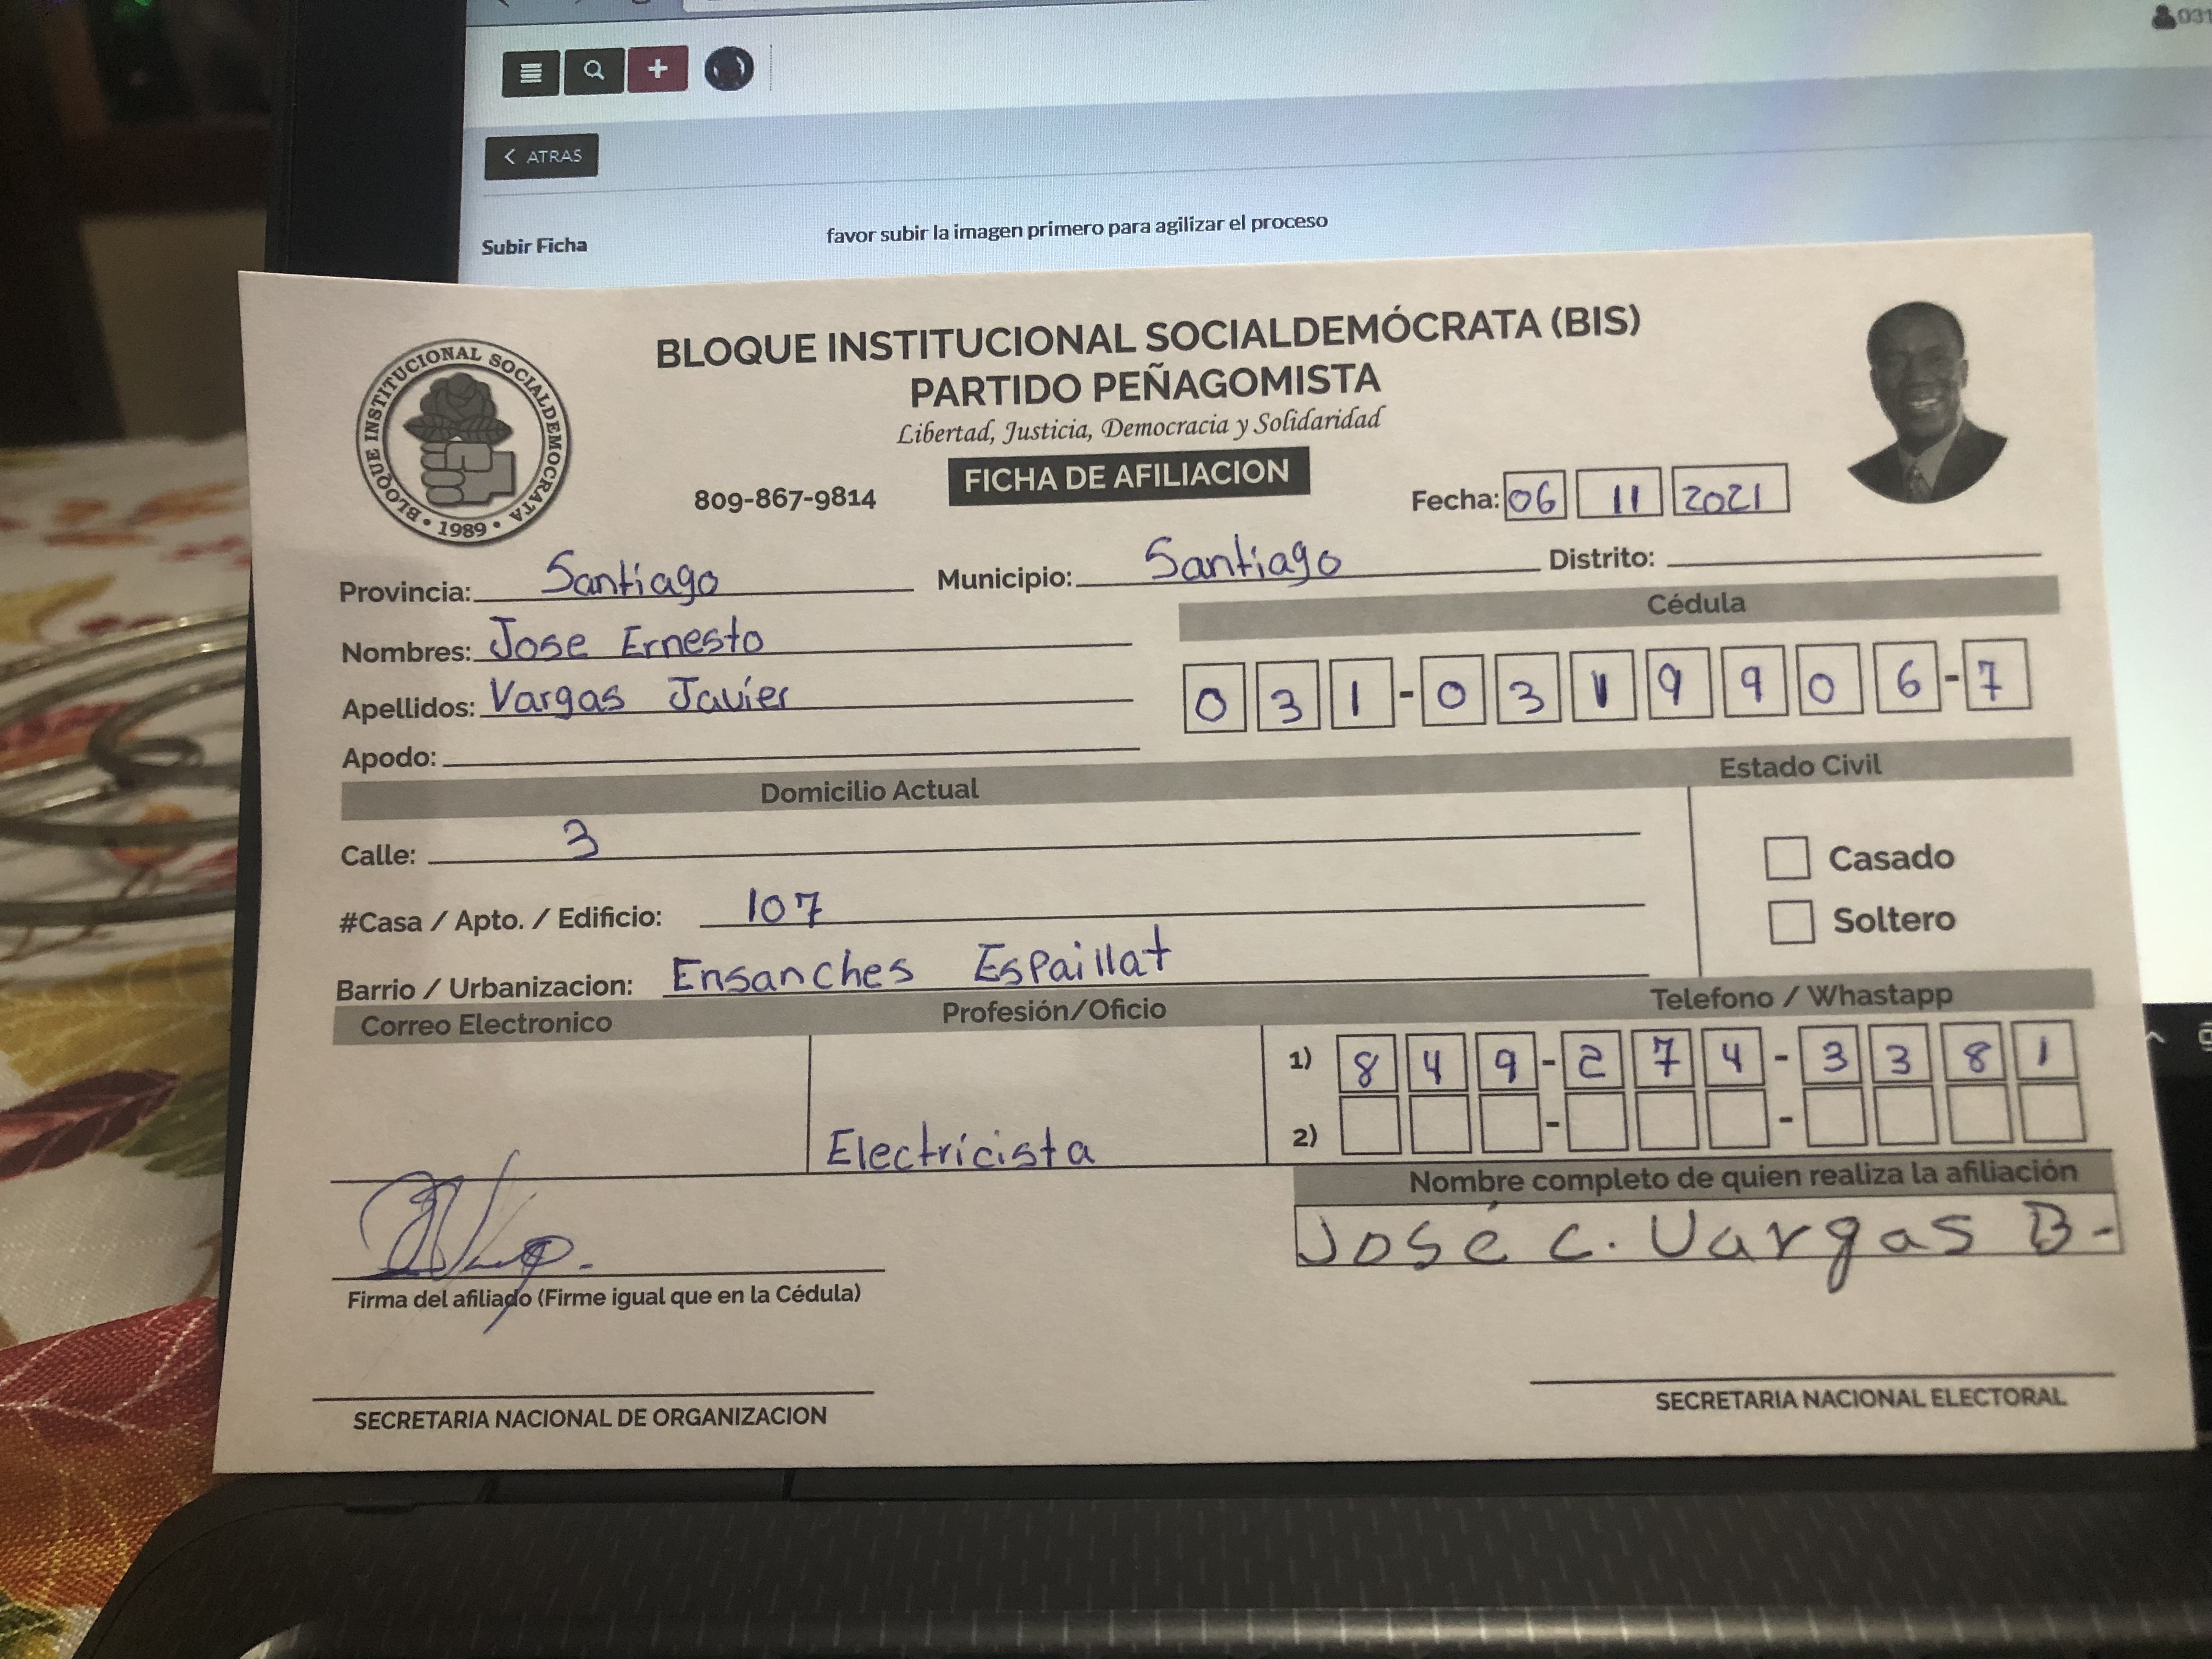 031
ATRAS
Subir Ficha favor subir la imagen primero para agilizar el proceso
BLOQUE INSTITUCIONAL SOCIALDEMOCRATA • 1989 •
BLOQUE INSTITUCIONAL SOCIALDEMÓCRATA (BIS)
PARTIDO PEÑAGOMISTA
Libertad, Justicia, Democracia y Solidaridad
809-867-9814 FICHA DE AFILIACION Fecha: 06 11 2021
Provincia: Santiago Municipio: Santiago Distrito:
Cédula
Nombres: Jose Ernesto
Apellidos: Vargas Javier 031-0319906-7
Apodo:
Domicilio Actual Estado Civil
Calle: 3
Casado
#Casa / Apto. / Edificio: 107
Soltero
Barrio / Urbanizacion: Ensanches Espaillat
Correo Electronico Profesión/Oficio Telefono / Whastapp
1) 849-274-3381
Electricista 2) - -
Nombre completo de quien realiza la afiliación
José C. Vargas B-
Firma del afiliado (Firme igual que en la Cédula)
SECRETARIA NACIONAL DE ORGANIZACION SECRETARIA NACIONAL ELECTORAL